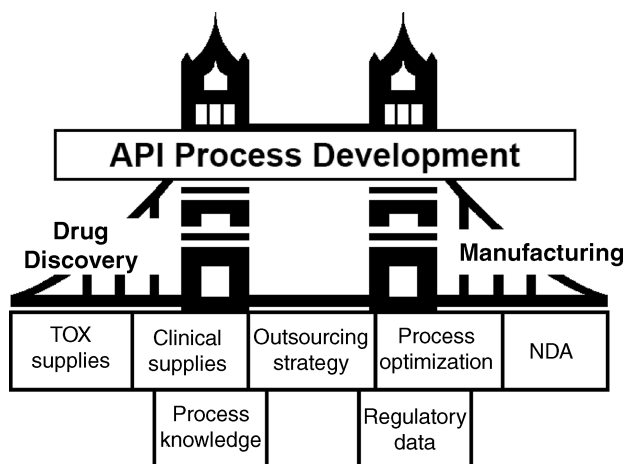 API Process Development
Drug
Discovery
Manufacturing
TOX
supplies
Clinical
supplies
Outsourcing
strategy
Process
optimization
NDA
Process
knowledge
Regulatory
data